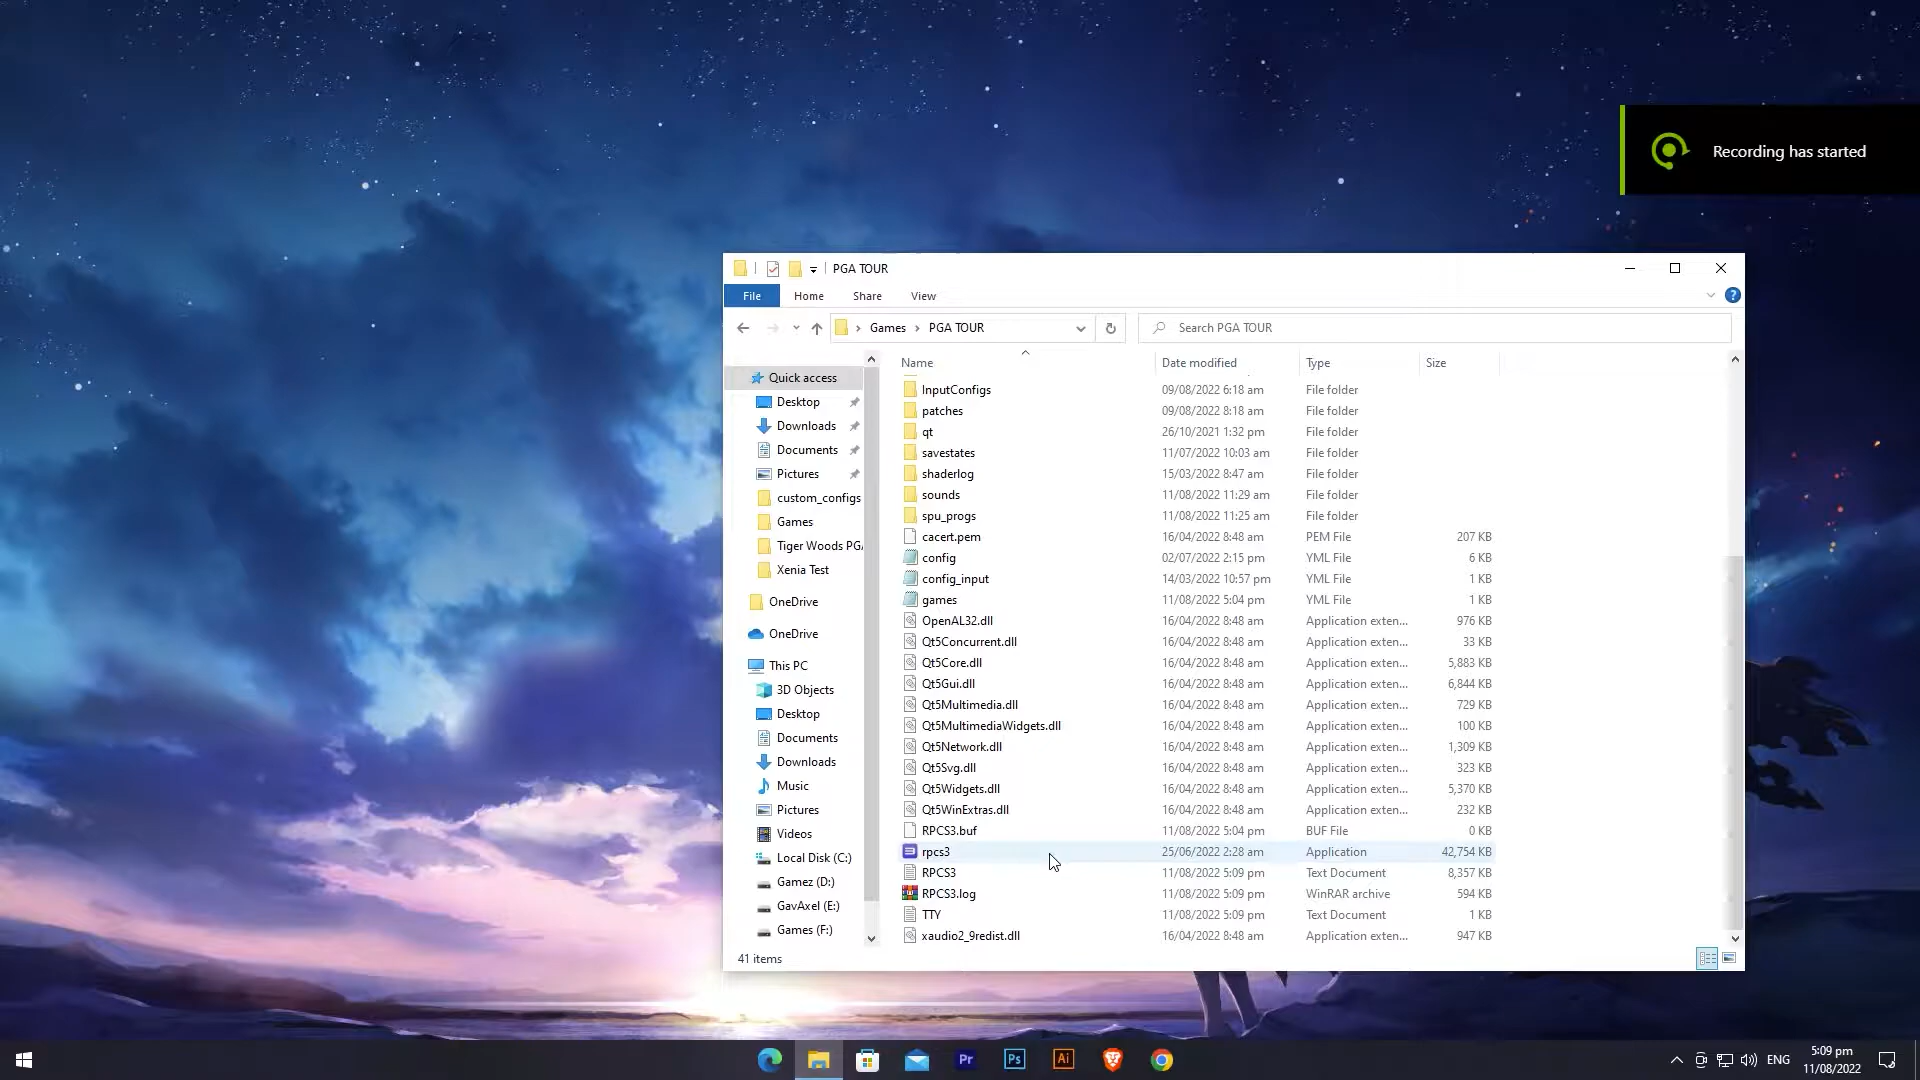 Recording has started
PGA TOUR
File Home Share View
Games PGA TOUR
Search PGA TOUR
Name Date modified Type Size
Quick access
Desktop
Downloads
Documents
Pictures
custom_configs
Games
Tiger Woods PGA
Xenia Test
OneDrive
OneDrive
This PC
3D Objects
Desktop
Documents
Downloads
Music
Pictures
Videos
Local Disk (C:)
Gamez (D:)
GavAxel (E:)
Games (F:)
InputConfigs 09/08/2022 6:18 am File folder
patches 09/08/2022 8:18 am File folder
qt 26/10/2021 1:32 pm File folder
savestates 11/07/2022 10:03 am File folder
shaderlog 15/03/2022 8:47 am File folder
sounds 11/08/2022 11:29 am File folder
spu_progs 11/08/2022 11:25 am File folder
cacert.pem 16/04/2022 8:48 am PEM File 207 KB
config 02/07/2022 2:15 pm YML File 6 KB
config_input 14/03/2022 10:57 pm YML File 1 KB
games 11/08/2022 5:04 pm YML File 1 KB
OpenAL32.dll 16/04/2022 8:48 am Application exten... 976 KB
Qt5Concurrent.dll 16/04/2022 8:48 am Application exten... 33 KB
Qt5Core.dll 16/04/2022 8:48 am Application exten... 5,883 KB
Qt5Gui.dll 16/04/2022 8:48 am Application exten... 6,844 KB
Qt5Multimedia.dll 16/04/2022 8:48 am Application exten... 729 KB
Qt5MultimediaWidgets.dll 16/04/2022 8:48 am Application exten... 100 KB
Qt5Network.dll 16/04/2022 8:48 am Application exten... 1,309 KB
Qt5Svg.dll 16/04/2022 8:48 am Application exten... 323 KB
Qt5Widgets.dll 16/04/2022 8:48 am Application exten... 5,370 KB
Qt5WinExtras.dll 16/04/2022 8:48 am Application exten... 232 KB
RPCS3.buf 11/08/2022 5:04 pm BUF File 0 KB
rpcs3 25/06/2022 2:28 am Application 42,754 KB
RPCS3 11/08/2022 5:09 pm Text Document 8,357 KB
RPCS3.log 11/08/2022 5:09 pm WinRAR archive 594 KB
TTY 11/08/2022 5:09 pm Text Document 1 KB
xaudio2_9redist.dll 16/04/2022 8:48 am Application exten... 947 KB
41 items
Pr Ps Ai
ENG
5:09 pm
11/08/2022